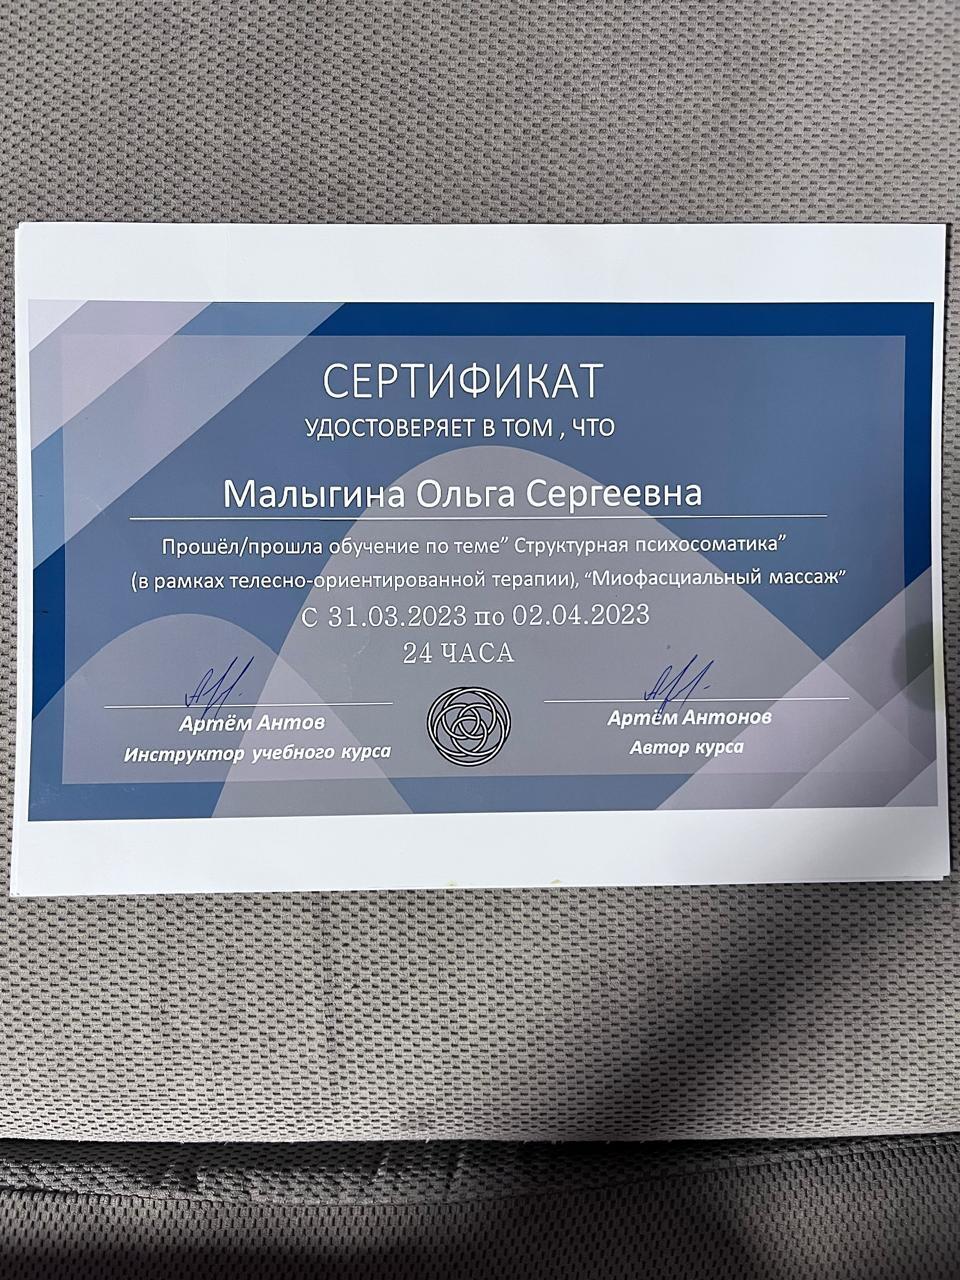 СЕРТИФИКАТ
УДОСТОВЕРЯЕТ В ТОМ , ЧТО
Малыгина Ольга Сергеевна
Прошёл/прошла обучение по теме” Структурная психосоматика”
(в рамках телесно-ориентированной терапии), “Миофасциальный массаж”
С 31.03.2023 по 02.04.2023
24 ЧАСА
Артём Антов
Инструктор учебного курса
Артём Антонов
Автор курса